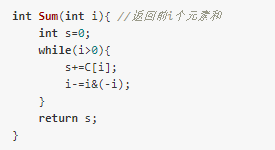 int Sum(int i){ //返回前i个元素和
    int s=0;
    while(i>0){
        s+=C[i];
        i-=i&(-i);
    }
    return s;
}